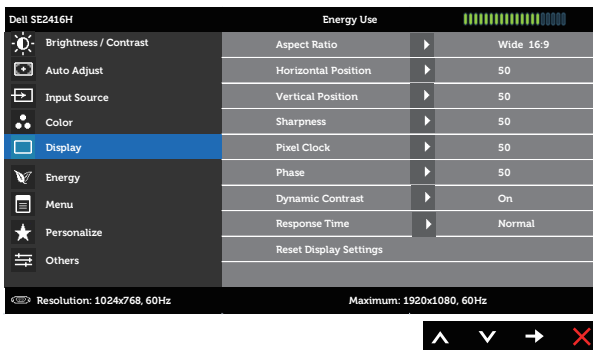 Dell SE2416H Energy Use
Brightness / Contrast Aspect Ratio Wide 16:9
Auto Adjust Horizontal Position 50
Input Source Vertical Position 50
Color Sharpness 50
Display Pixel Clock 50
Energy Phase 50
Menu Dynamic Contrast On
Personalize Response Time Normal
Others Reset Display Settings
Resolution: 1024x768, 60Hz Maximum: 1920x1080, 60Hz